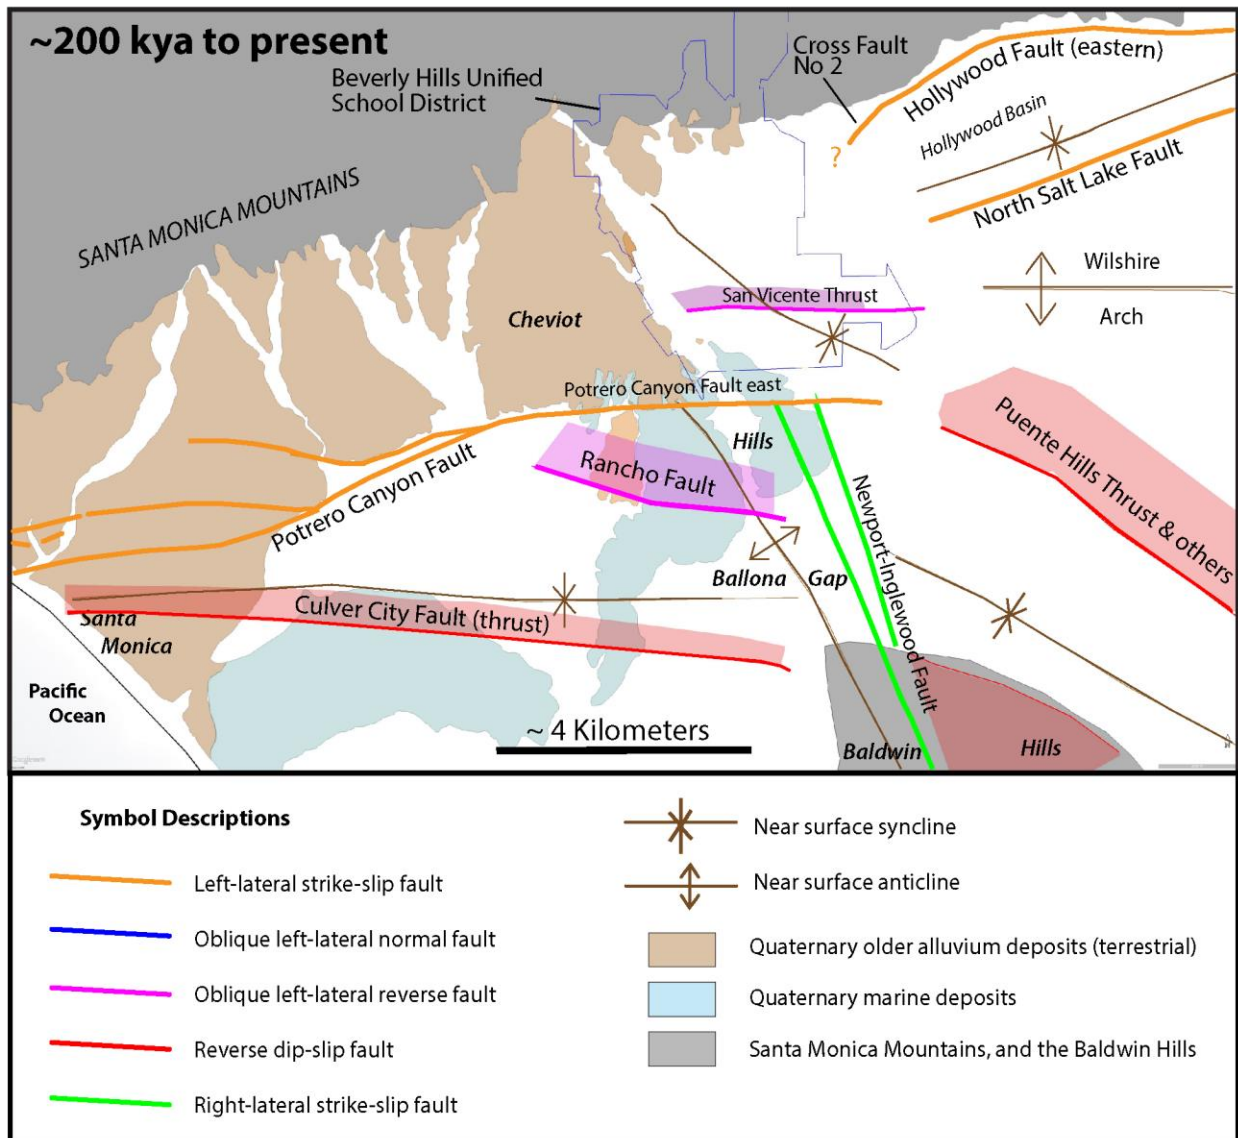 ~200 kya to present
Beverly Hills Unified
School District
Cross Fault
No 2
Hollywood Fault (eastern)
Hollywood Basin
North Salt Lake Fault
?
SANTA MONICA MOUNTAINS
Wilshire
Arch
San Vicente Thrust
Cheviot
Potrero Canyon Fault east
Hills
Puente Hills Thrust & others
Potrero Canyon Fault
Rancho Fault
Newport-Inglewood Fault
Ballona Gap
Culver City Fault (thrust)
Santa
Monica
Pacific
Ocean
~ 4 Kilometers
Baldwin
Hills
Symbol Descriptions
Left-lateral strike-slip fault
Oblique left-lateral normal fault
Oblique left-lateral reverse fault
Reverse dip-slip fault
Right-lateral strike-slip fault
Near surface syncline
Near surface anticline
Quaternary older alluvium deposits (terrestrial)
Quaternary marine deposits
Santa Monica Mountains, and the Baldwin Hills